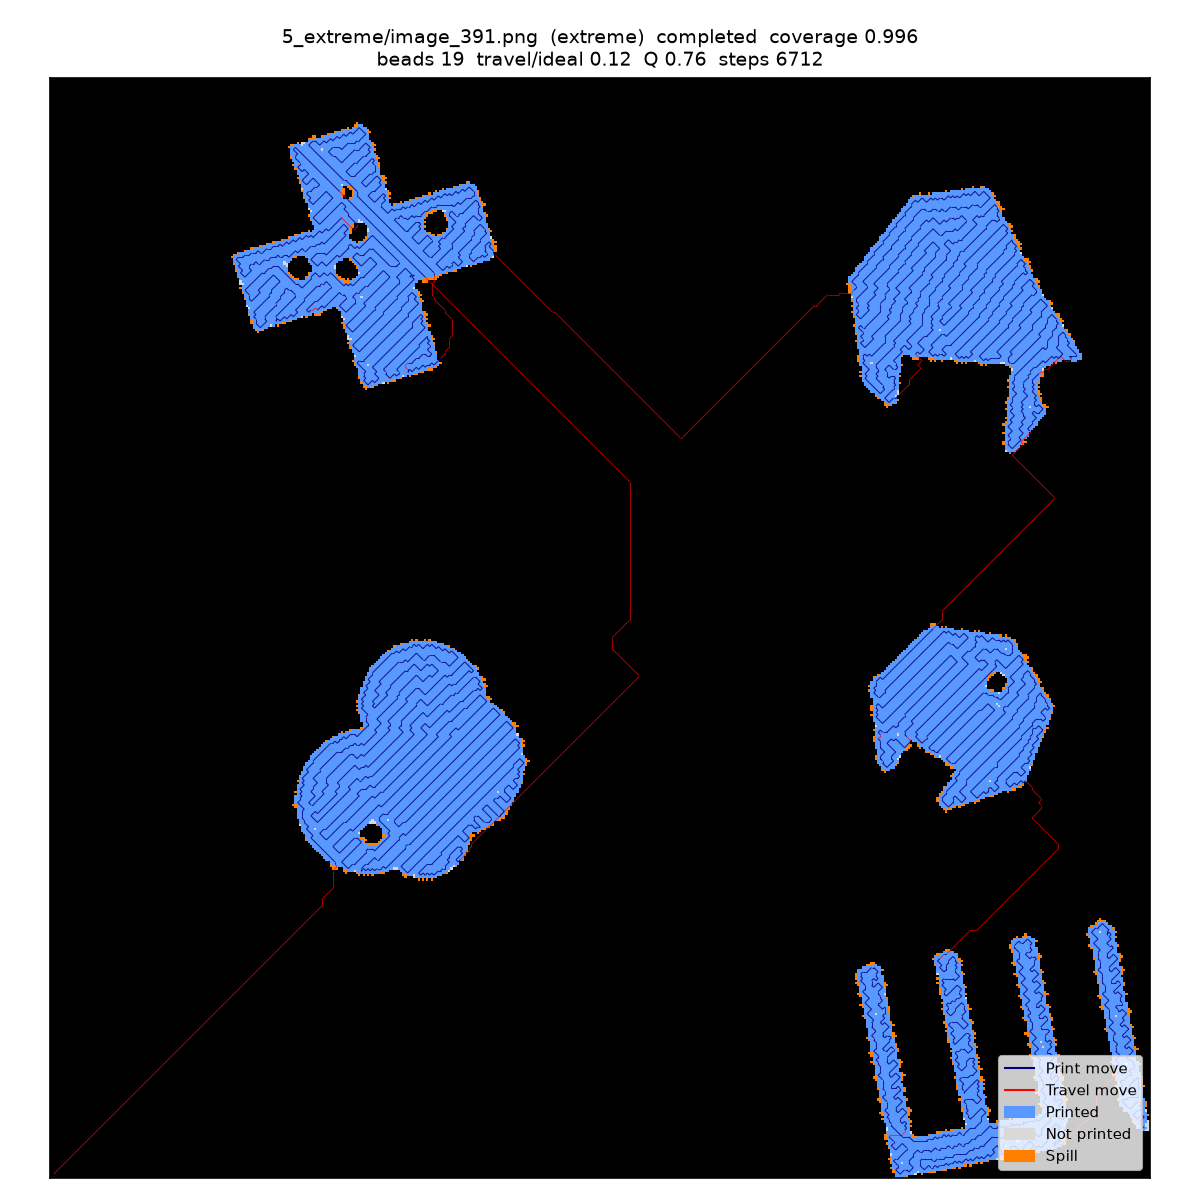 5_extreme/image_391.png  (extreme)  completed  coverage 0.996
beads 19  travel/ideal 0.12  Q 0.76  steps 6712
Print move
Travel move
Printed
Not printed
Spill